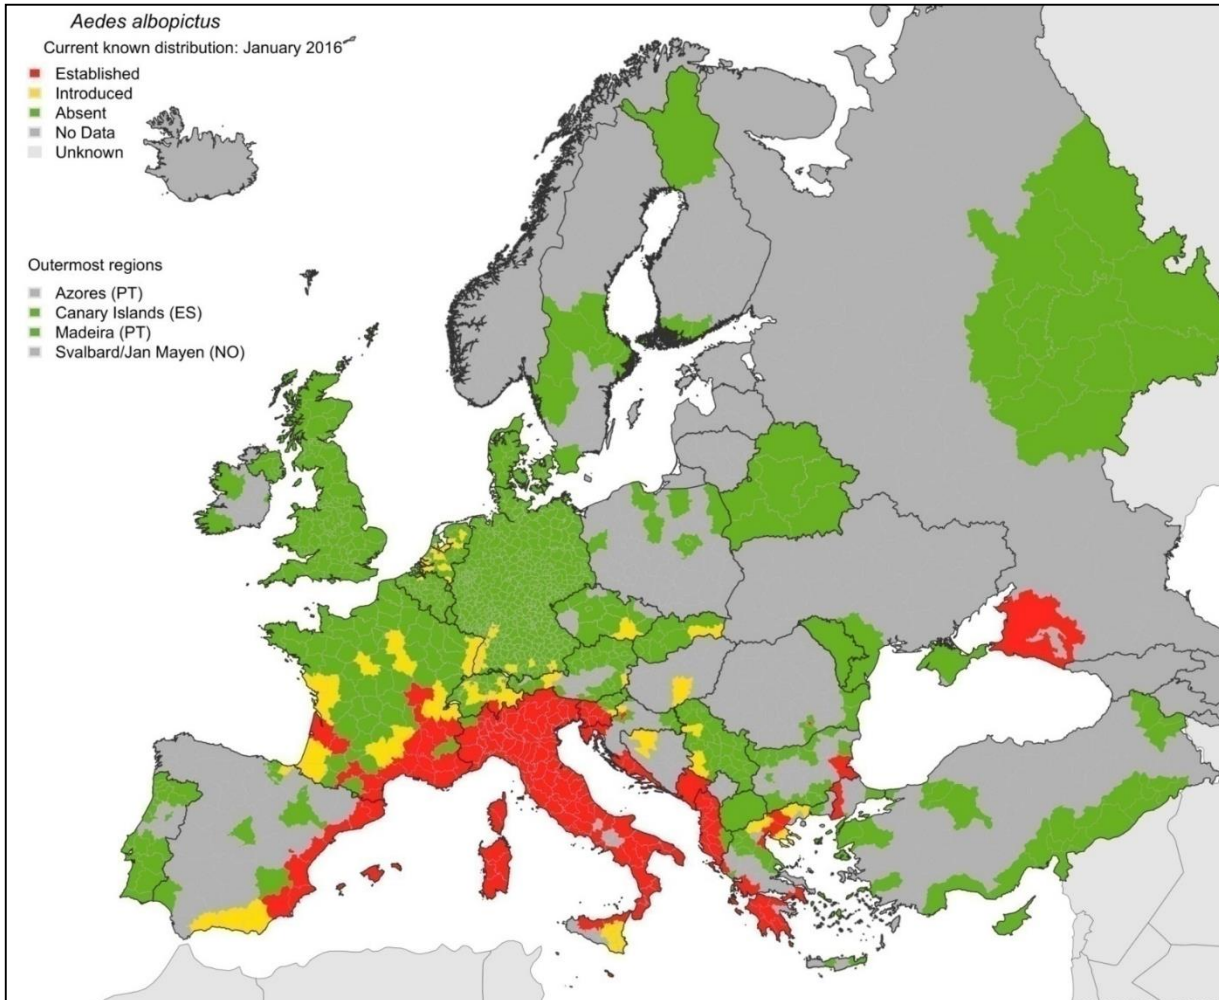 Aedes albopictus
Current known distribution: January 2016
Established
Introduced
Absent
No Data
Unknown
Outermost regions
Azores (PT)
Canary Islands (ES)
Madeira (PT)
Svalbard/Jan Mayen (NO)